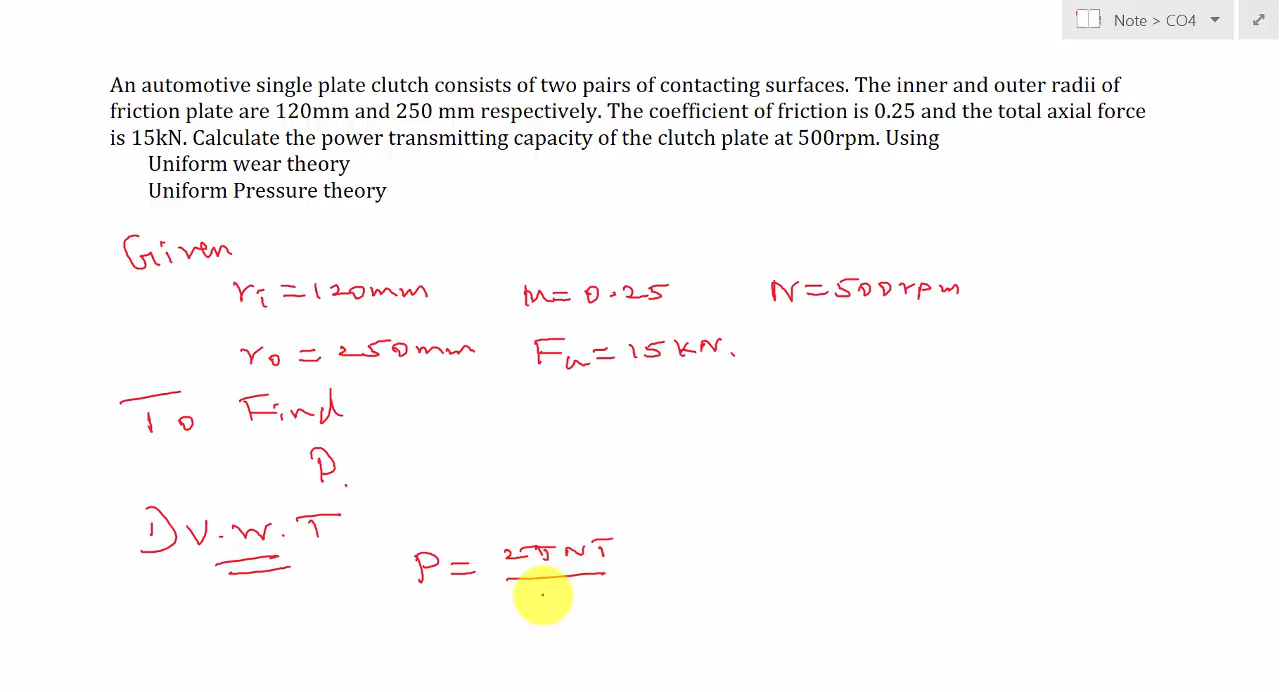 Note > CO4
An automotive single plate clutch consists of two pairs of contacting surfaces. The inner and outer radii of
friction plate are 120mm and 250 mm respectively. The coefficient of friction is 0.25 and the total axial force
is 15kN. Calculate the power transmitting capacity of the clutch plate at 500rpm. Using
Uniform wear theory
Uniform Pressure theory
Given
ri = 120mm μ = 0.25 N = 500rpm
ro = 250mm Fa = 15 KN.
To Find
P.
1) U.W.T
P = 2πNT